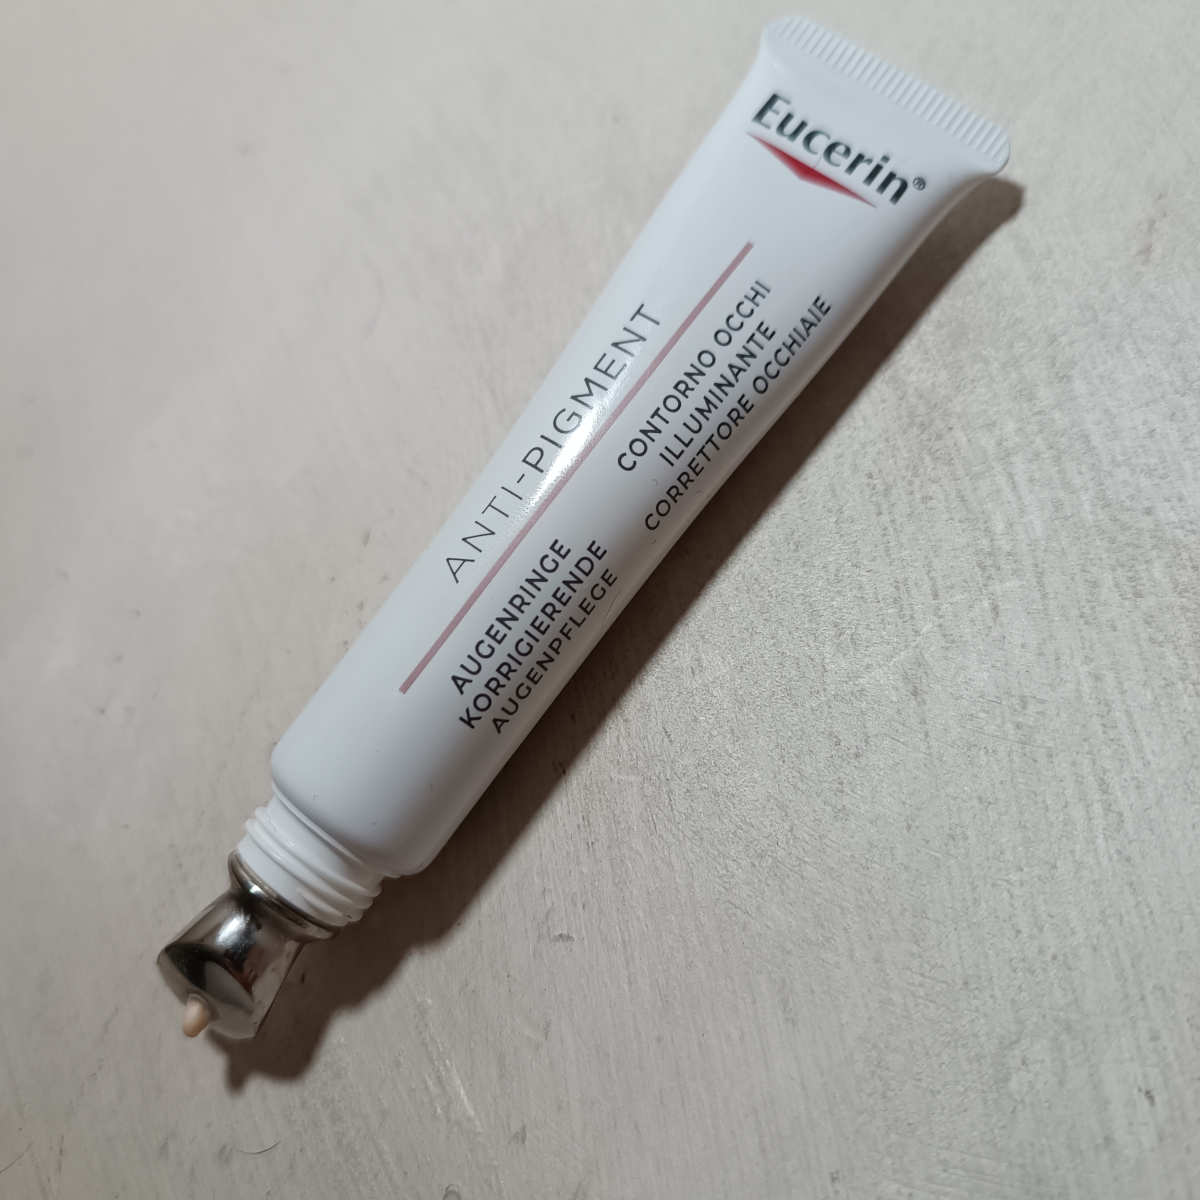 Eucerin®
ANTI-PIGMENT
AUGENRINGE
KORRIGIERENDE
AUGENPFLEGE
CONTORNO OCCHI
ILLUMINANTE
CORRETTORE OCCHIAIE